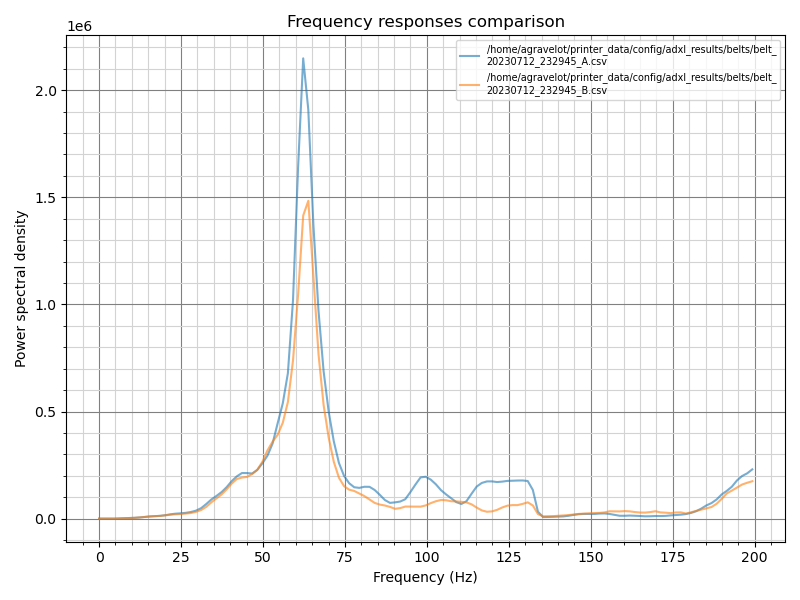 Frequency responses comparison
1e6
/home/agravelot/printer_data/config/adxl_results/belts/belt_
20230712_232945_A.csv
/home/agravelot/printer_data/config/adxl_results/belts/belt_
20230712_232945_B.csv
2.0
1.5
1.0
0.5
0.0
Power spectral density
0 25 50 75 100 125 150 175 200
Frequency (Hz)